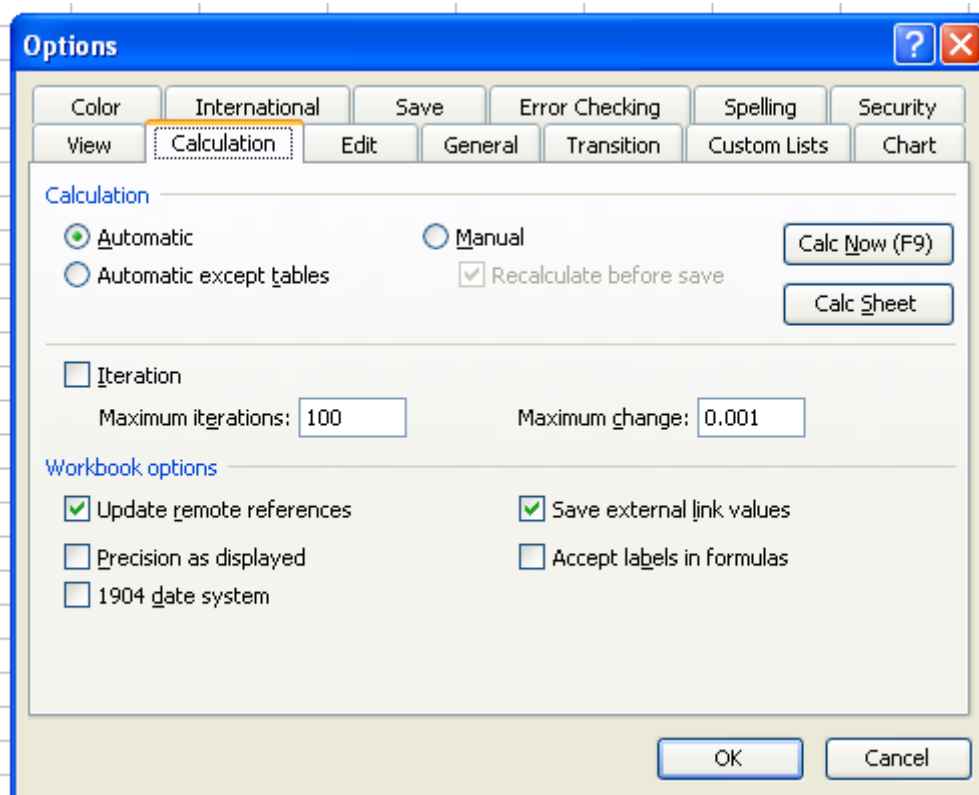 Options
Color International Save Error Checking Spelling Security
View Calculation Edit General Transition Custom Lists Chart
Calculation
Automatic Manual Calc Now (F9)
Automatic except tables Recalculate before save
Calc Sheet
Iteration
Maximum iterations: 100 Maximum change: 0.001
Workbook options
Update remote references Save external link values
Precision as displayed Accept labels in formulas
1904 date system
OK Cancel